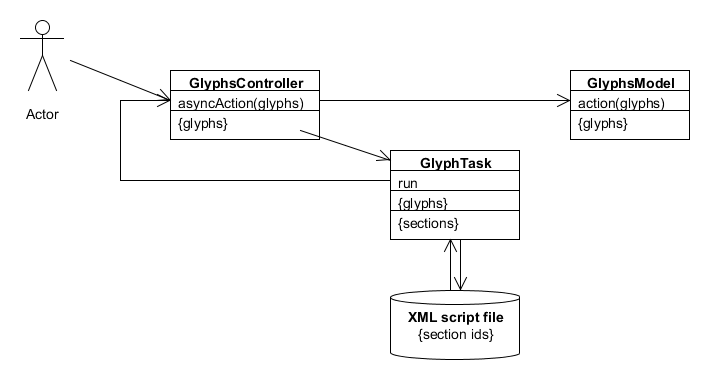 Actor
GlyphsController
asyncAction(glyphs)
{glyphs}
GlyphsModel
action(glyphs)
{glyphs}
GlyphTask
run
{glyphs}
{sections}
XML script file
{section ids}